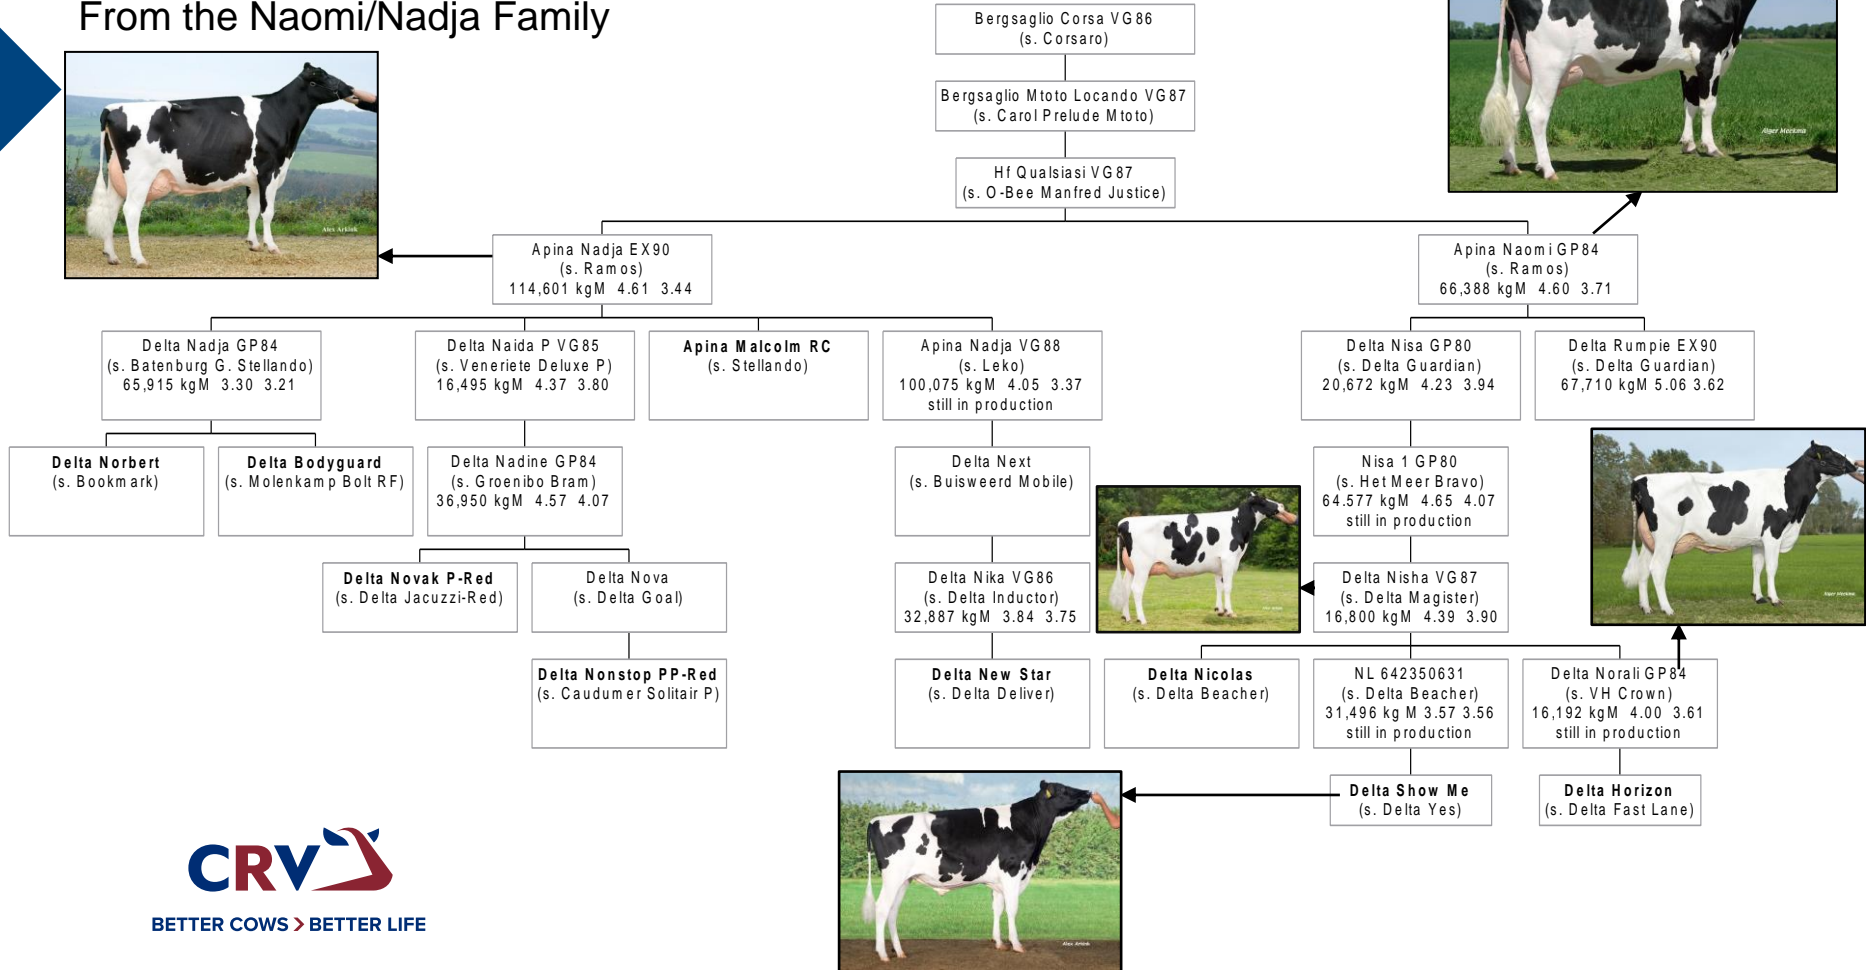 From the Naomi/Nadja Family
Bergsaglio Corsa VG86
(s. Corsaro)
Bergsaglio Mtoto Locando VG87
(s. Carol Prelude Mtoto)
Hf Qualsiasi VG87
(s. O-Bee Manfred Justice)
Alger Meekma
Alex Arkink
Apina Nadja EX90
(s. Ramos)
114,601 kgM 4.61 3.44
Apina Naomi GP84
(s. Ramos)
66,388 kgM 4.60 3.71
Delta Nadja GP84
(s. Batenburg G. Stellando)
65,915 kgM 3.30 3.21
Delta Naida P VG85
(s. Veneriete Deluxe P)
16,495 kgM 4.37 3.80
Apina Malcolm RC
(s. Stellando)
Apina Nadja VG88
(s. Leko)
100,075 kgM 4.05 3.37
still in production
Delta Nisa GP80
(s. Delta Guardian)
20,672 kgM 4.23 3.94
Delta Rumpie EX90
(s. Delta Guardian)
67,710 kgM 5.06 3.62
Delta Norbert
(s. Bookmark)
Delta Bodyguard
(s. Molenkamp Bolt RF)
Delta Nadine GP84
(s. Groenibo Bram)
36,950 kgM 4.57 4.07
Delta Next
(s. Buisweerd Mobile)
Nisa 1 GP80
(s. Het Meer Bravo)
64.577 kgM 4.65 4.07
still in production
Alger Meekma
Delta Novak P-Red
(s. Delta Jacuzzi-Red)
Delta Nova
(s. Delta Goal)
Delta Nika VG86
(s. Delta Inductor)
32,887 kgM 3.84 3.75
Delta Nisha VG87
(s. Delta Magister)
16,800 kgM 4.39 3.90
Delta Nonstop PP-Red
(s. Caudumer Solitair P)
Delta New Star
(s. Delta Deliver)
Delta Nicolas
(s. Delta Beacher)
NL 642350631
(s. Delta Beacher)
31,496 kg M 3.57 3.56
still in production
Delta Norali GP84
(s. VH Crown)
16,192 kgM 4.00 3.61
still in production
Delta Show Me
(s. Delta Yes)
Delta Horizon
(s. Delta Fast Lane)
Alex Arkink
CRV
BETTER COWS > BETTER LIFE